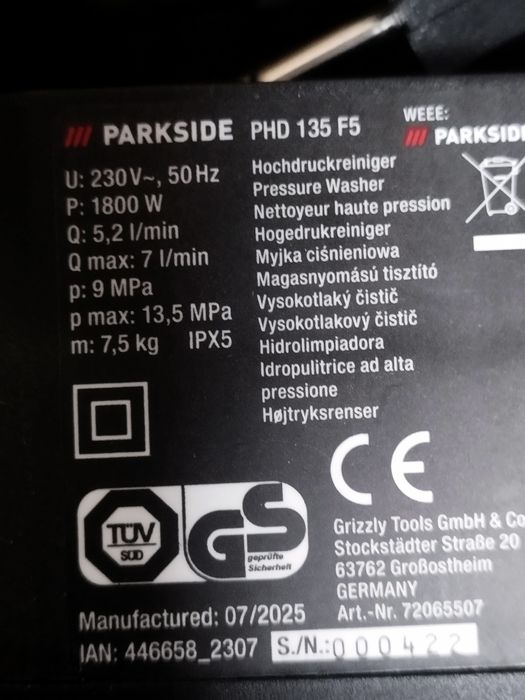 PARKSIDE PHD 135 F5
U: 230V~, 50Hz
P: 1800 W
Q: 5,2 l/min
Q max: 7 l/min
p: 9 MPa
p max: 13,5 MPa
m: 7,5 kg IPX5
Hochdruckreiniger
Pressure Washer
Nettoyeur haute pression
Hogedrukreiniger
Myjka ciśnieniowa
Magasnyomású tisztító
Vysokotlaký čistič
Vysokotlakový čistič
Hidrolimpiadora
Idropulitrice ad alta
pressione
Højtryksrenser
WEEE:
PARKSIDE
TÜV
SÜD
GS
geprüfte
Sicherheit
CE
Grizzly Tools GmbH & Co
Stockstädter Straße 20
63762 Großostheim
GERMANY
Art.-Nr. 72065507
Manufactured: 07/2025
IAN: 446658_2307 S./N.:000422